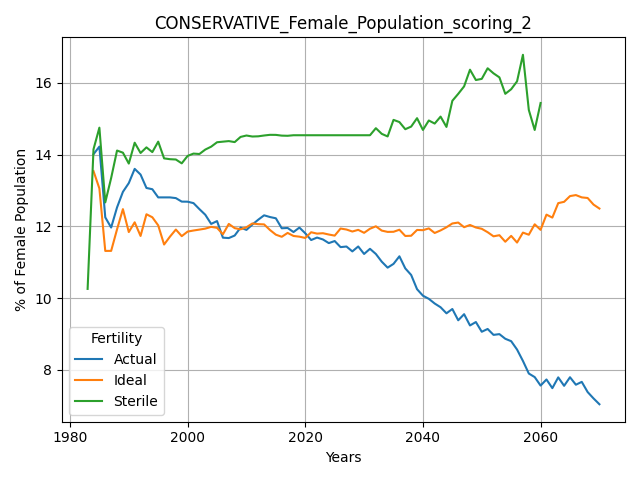 CONSERVATIVE_Female_Population_scoring_2
% of Female Population
16
14
12
10
8
Fertility
Actual
Ideal
Sterile
1980 2000 2020 2040 2060
Years